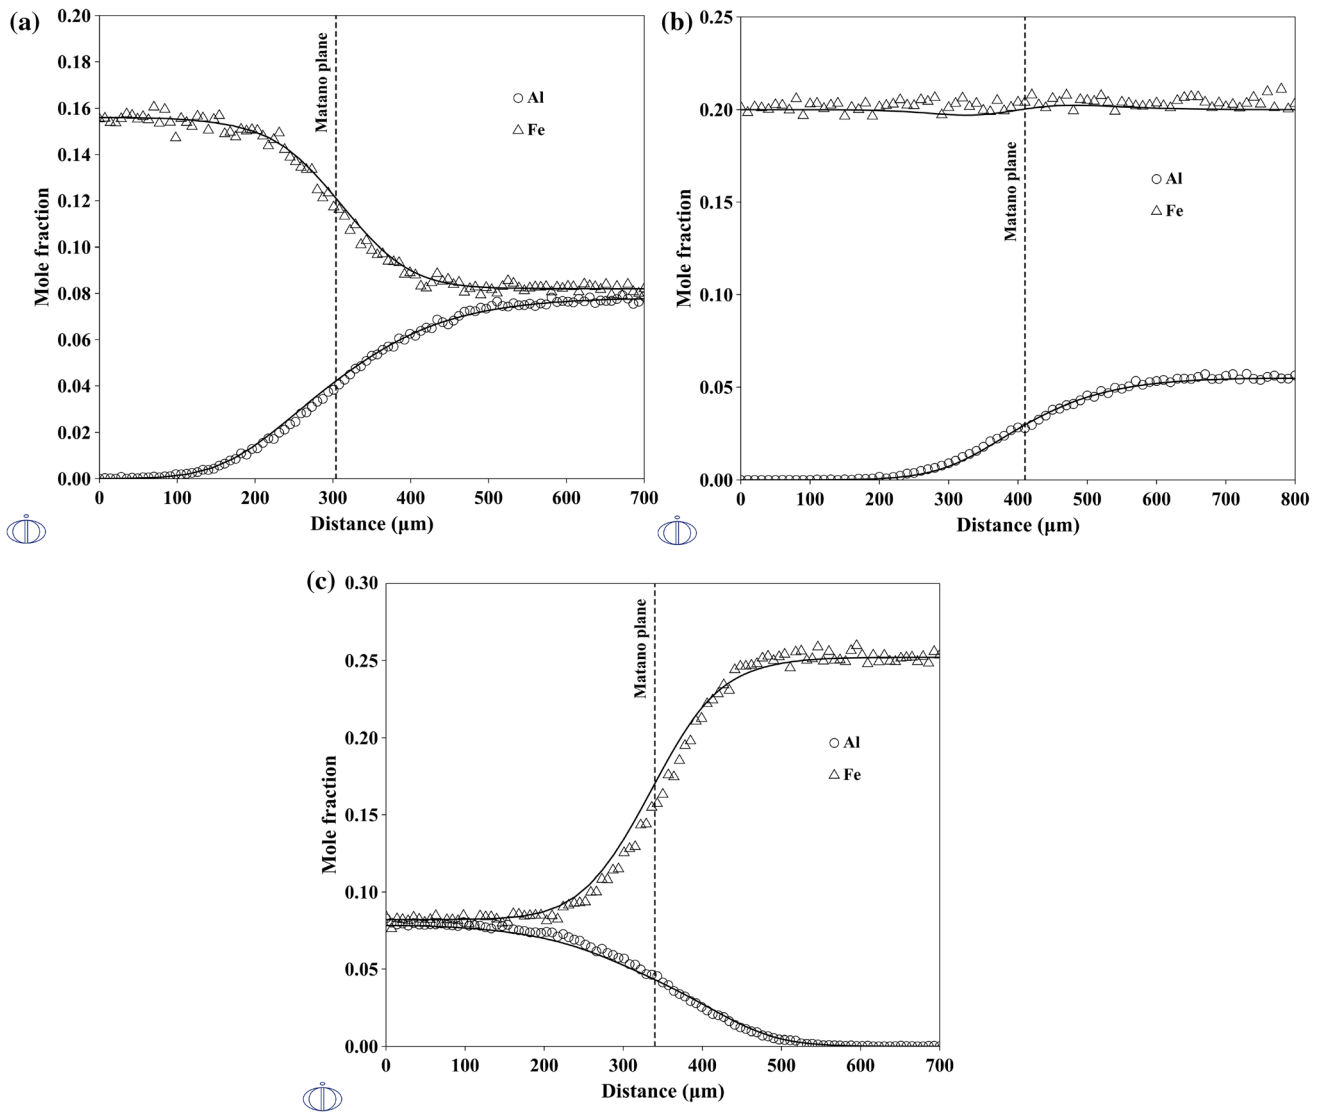 (a)
0.20
0.18
0.16
0.14
0.12
0.10
0.08
0.06
0.04
0.02
0.00
Mole fraction
Matano plane
Al
Fe
0 100 200 300 400 500 600 700
Distance (μm)
(b)
0.25
0.20
0.15
0.10
0.05
0.00
Mole fraction
Matano plane
Al
Fe
0 100 200 300 400 500 600 700 800
Distance (μm)
(c)
0.30
0.25
0.20
0.15
0.10
0.05
0.00
Mole fraction
Matano plane
Al
Fe
0 100 200 300 400 500 600 700
Distance (μm)